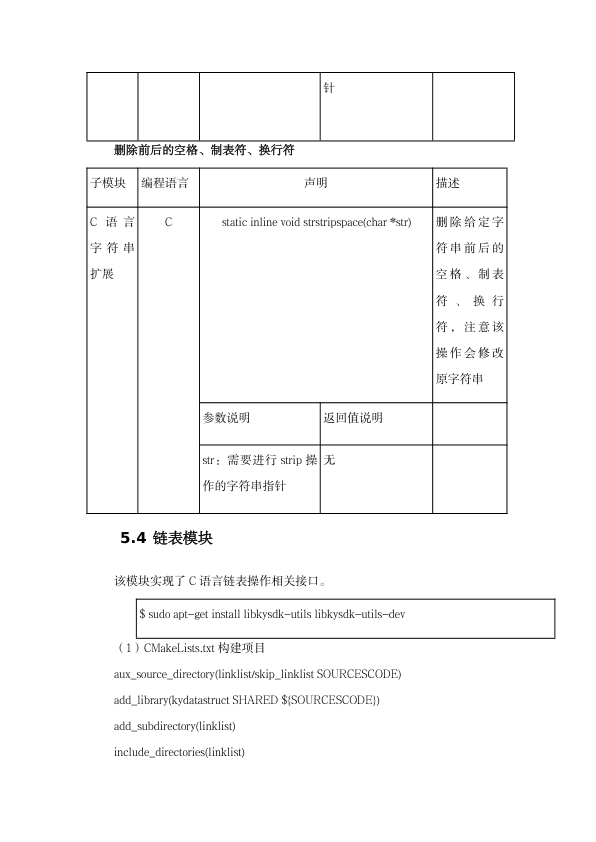 针
删除前后的空格、制表符、换行符
子模块 编程语言 声明 描述
C 语言
字符串
扩展
C
static inline void strstripspace(char *str)
删除给定字
符串前后的
空格、制表
符、换行
符，注意该
操作会修改
原字符串
参数说明 返回值说明
str：需要进行 strip 操
作的字符串指针
无
5.4 链表模块
该模块实现了 C 语言链表操作相关接口。
$ sudo apt-get install libkysdk-utils libkysdk-utils-dev
（1）CMakeLists.txt 构建项目
aux_source_directory(linklist/skip_linklist SOURCESCODE)
add_library(kydatastruct SHARED ${SOURCESCODE})
add_subdirectory(linklist)
include_directories(linklist)